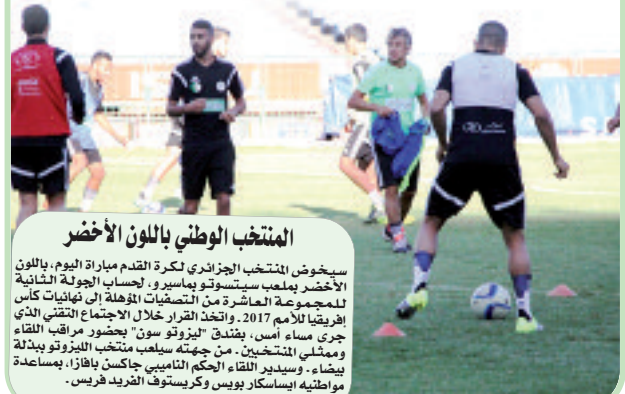 المنتخب الوطني باللون الأخضر
سيخوض المنتخب الجزائري لكرة القدم مباراة اليوم، باللون
الأخضر بملعب سيتسوتو بماسيرو، لحساب الجولة الثانية
للمجموعة العاشرة من التصفيات المؤهلة إلى نهائيات كأس
إفريقيا للأمم 2017. واتخذ القرار خلال الاجتماع التقني الذي
جرى مساء أمس، بفندق "ليزوتو سون" بحضور مراقب اللقاء
وممثلي المنتخبين. من جهته سيلعب منتخب الليزوتو ببذلة
بيضاء. وسيدير اللقاء الحكم الناميبي جاكسن بافازا، بمساعدة
مواطنيه ايساسكار بويس وكريستوف الفريد فريس.